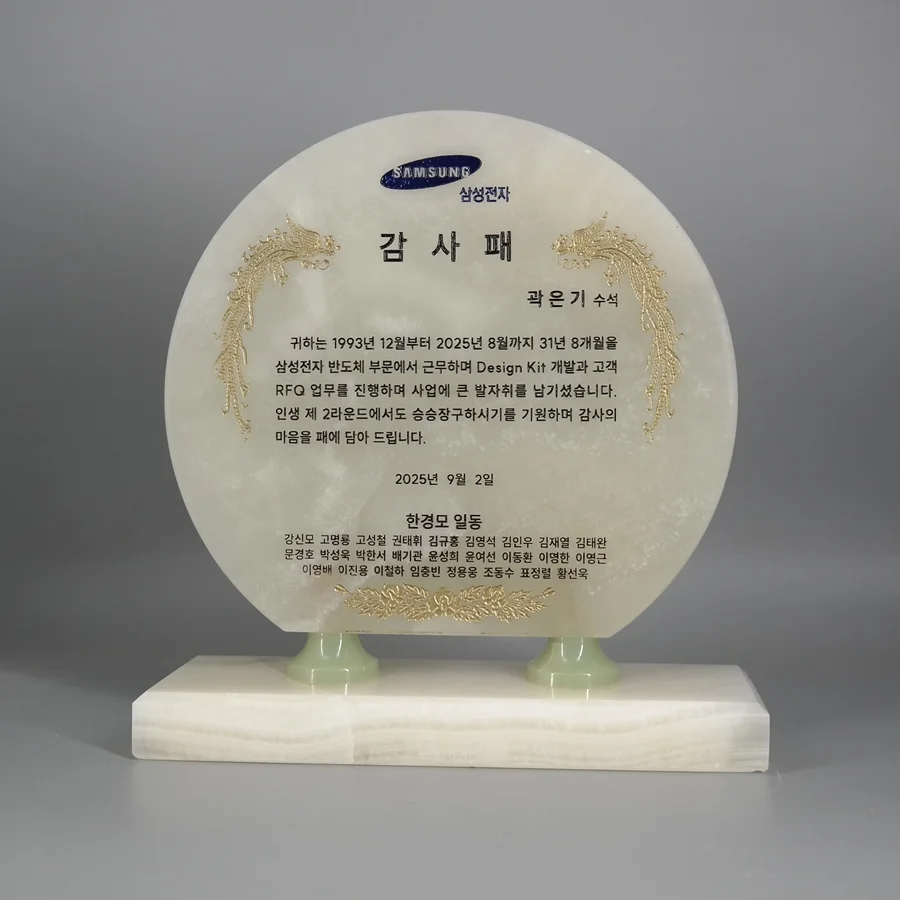 SAMSUNG
삼성전자
감 사 패
곽은기 수석
귀하는 1993년 12월부터 2025년 8월까지 31년 8개월을
삼성전자 반도체 부문에서 근무하며 Design Kit 개발과 고객
RFQ 업무를 진행하며 사업에 큰 발자취를 남기셨습니다.
인생 제 2라운드에서도 승승장구하시기를 기원하며 감사의
마음을 패에 담아 드립니다.
2025년 9월 2일
한경모 일동
강신모 고명룡 고성철 권태휘 김규홍 김영석 김인우 김재열 김태완
문경호 박성욱 박한서 배기관 윤성희 윤여선 이동환 이명한 이명근
이영배 이진용 이철하 임충빈 정용웅 조동수 표정렬 황선욱